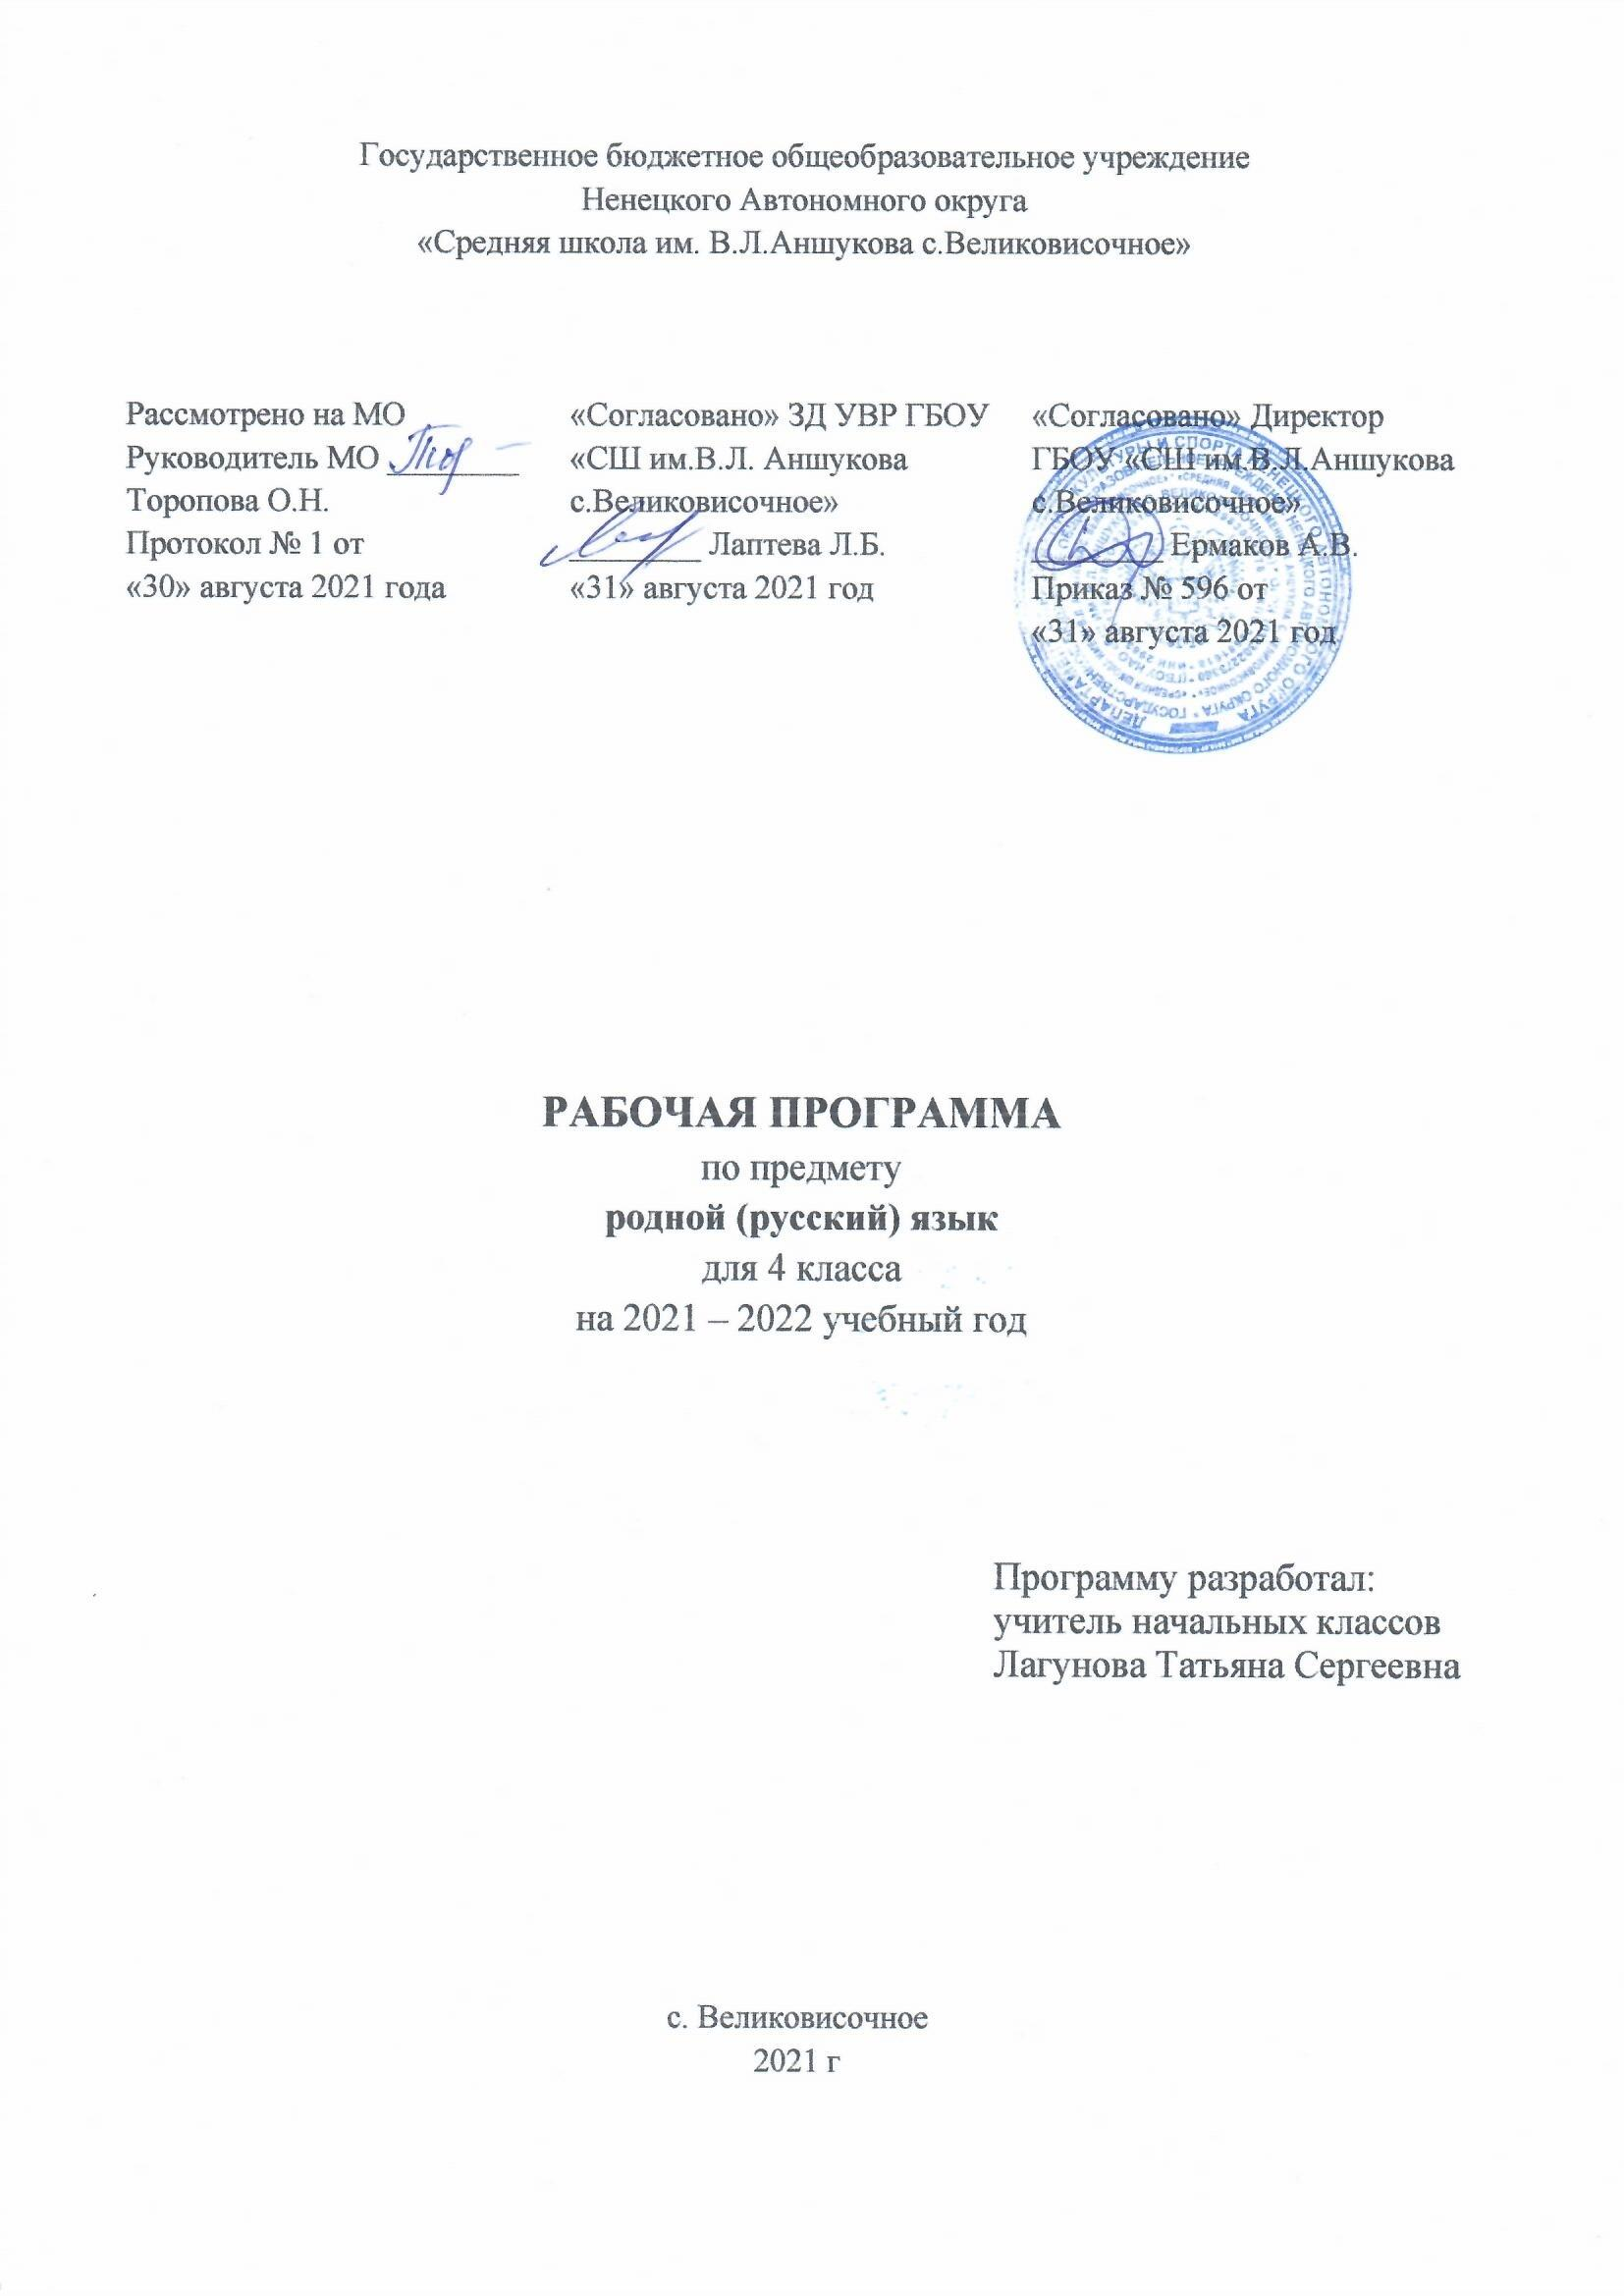 Государственное бюджетное общеобразовательное учреждение
Ненецкого Автономного округа
«Средняя школа им. В.Л.Аншукова с.Великовисочное»
Рассмотрено на МО
Руководитель МО ________
Торопова О.Н.
Протокол № 1 от
«30» августа 2021 года
«Согласовано» ЗД УВР ГБОУ
«СШ им.В.Л. Аншукова
с.Великовисочное»
________ Лаптева Л.Б.
«31» августа 2021 год
«Согласовано» Директор
ГБОУ «СШ им.В.Л.Аншукова
с.Великовисочное»
________ Ермаков А.В.
Приказ № 596 от
«31» августа 2021 год
РАБОЧАЯ ПРОГРАММА
по предмету
родной (русский) язык
для 4 класса
на 2021 – 2022 учебный год
Программу разработал:
учитель начальных классов
Лагунова Татьяна Сергеевна
с. Великовисочное
2021 г